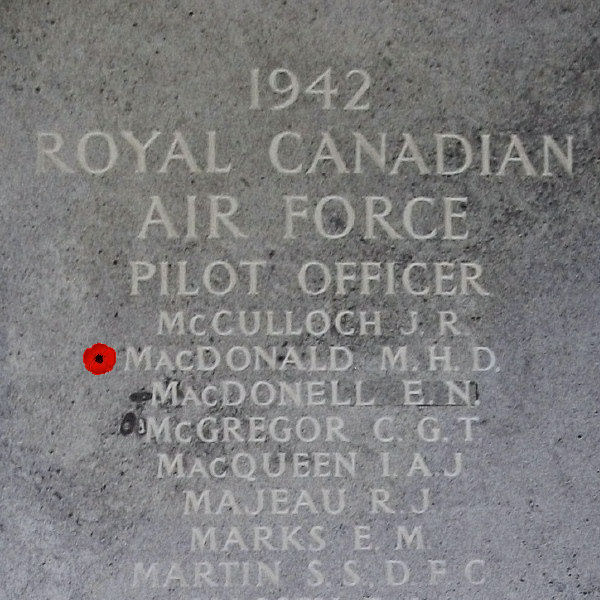 1942
ROYAL CANADIAN
AIR FORCE
PILOT OFFICER
McCULLOCH J. R.
MacDONALD M. H. D.
MacDONELL E. N.
McGREGOR C. G. T.
MacQUEEN I. A. J.
MAJEAU R. J.
MARKS E. M.
MARTIN S. S. D F C